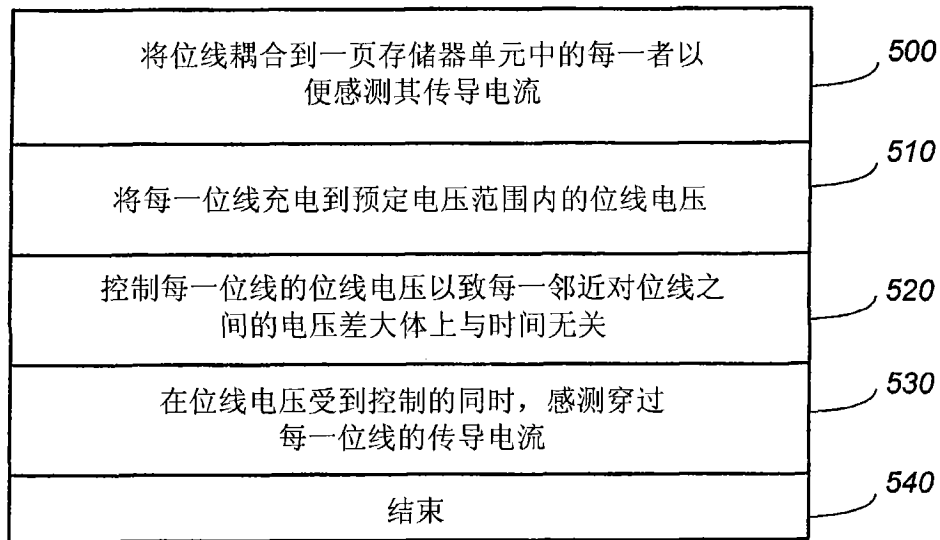 将位线耦合到一页存储器单元中的每一者以
便感测其传导电流
500
将每一位线充电到预定电压范围内的位线电压
510
控制每一位线的位线电压以致每一邻近对位线之
间的电压差大体上与时间无关
520
在位线电压受到控制的同时，感测穿过
每一位线的传导电流
530
结束
540